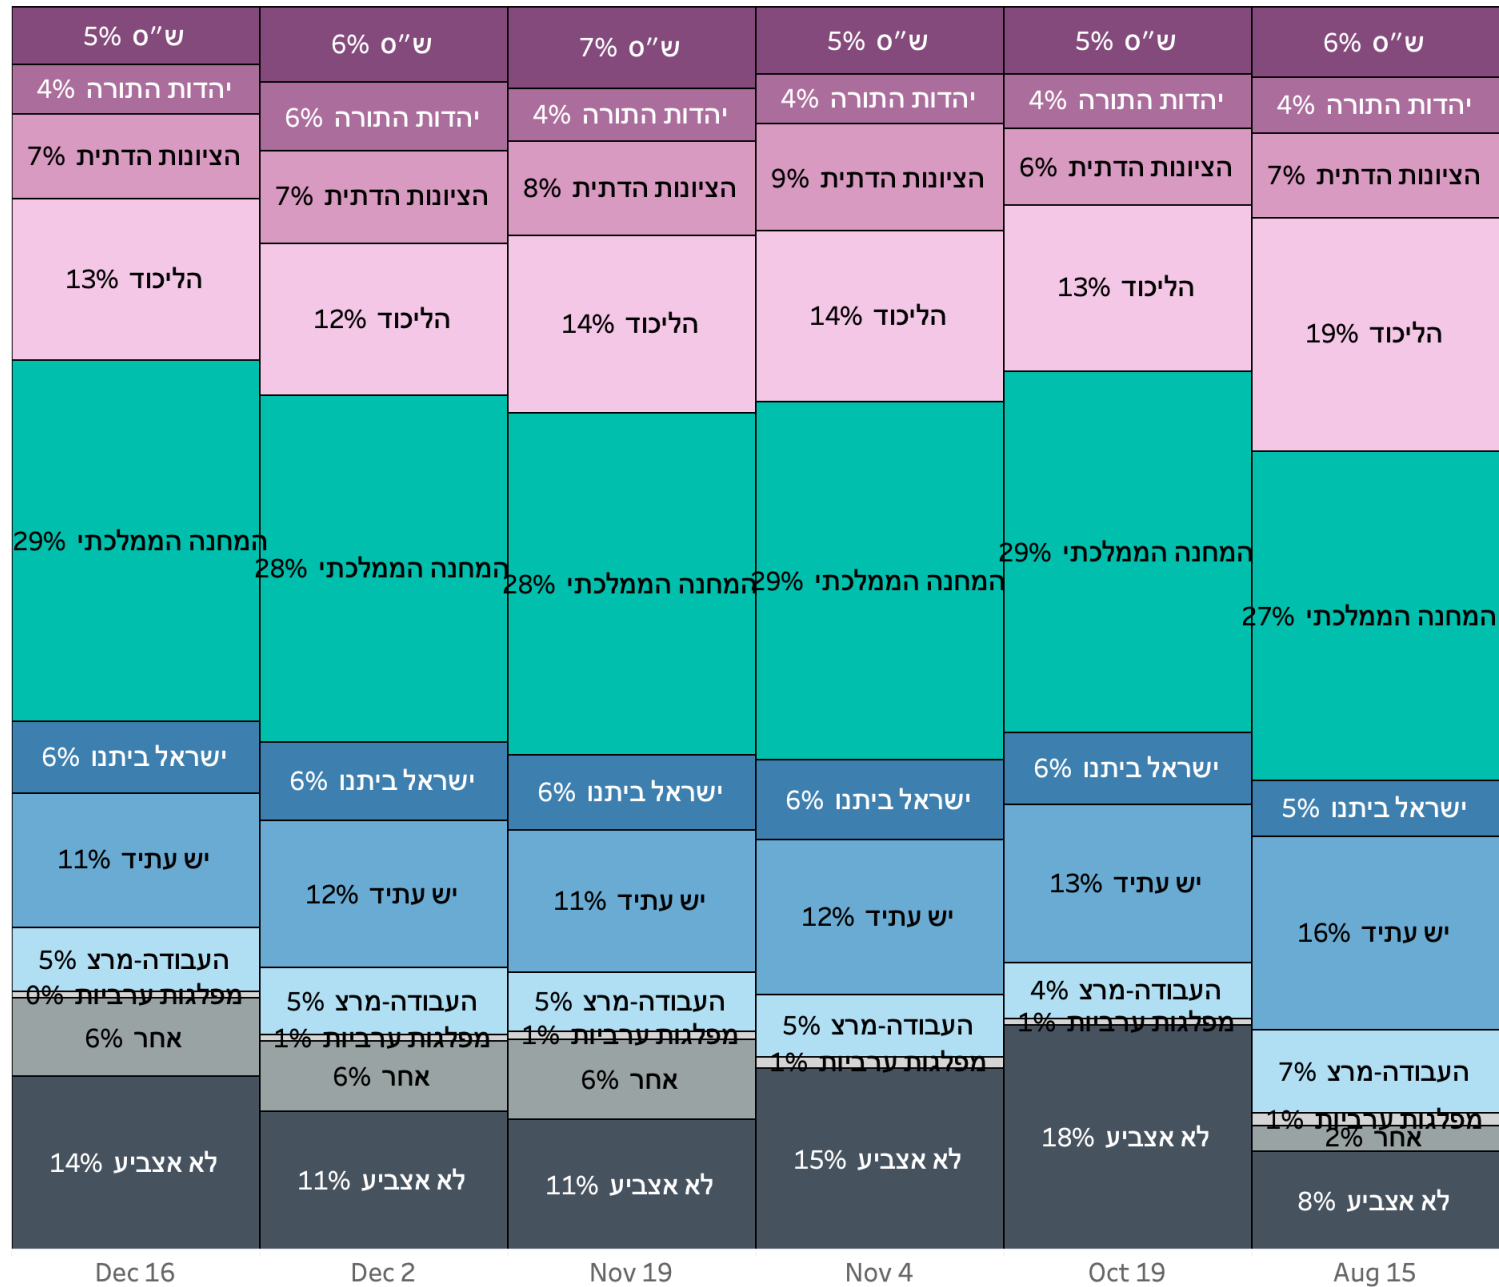 ש״ס 5%
יהדות התורה 4%
הציונות הדתית 7%
הליכוד 13%
המחנה הממלכתי 29%
ישראל ביתנו 6%
יש עתיד 11%
העבודה-מרצ 5%
מפלגות ערביות 0%
אחר 6%
לא אצביע 14%
Dec 16
ש״ס 6%
יהדות התורה 6%
הציונות הדתית 7%
הליכוד 12%
המחנה הממלכתי 28%
ישראל ביתנו 6%
יש עתיד 12%
העבודה-מרצ 5%
מפלגות ערביות 1%
אחר 6%
לא אצביע 11%
Dec 2
ש״ס 7%
יהדות התורה 4%
הציונות הדתית 8%
הליכוד 14%
המחנה הממלכתי 28%
ישראל ביתנו 6%
יש עתיד 11%
העבודה-מרצ 5%
מפלגות ערביות 1%
אחר 6%
לא אצביע 11%
Nov 19
ש״ס 5%
יהדות התורה 4%
הציונות הדתית 9%
הליכוד 14%
המחנה הממלכתי 29%
ישראל ביתנו 6%
יש עתיד 12%
העבודה-מרצ 5%
מפלגות ערביות 1%
לא אצביע 15%
Nov 4
ש״ס 5%
יהדות התורה 4%
הציונות הדתית 6%
הליכוד 13%
המחנה הממלכתי 29%
ישראל ביתנו 6%
יש עתיד 13%
העבודה-מרצ 4%
מפלגות ערביות 1%
לא אצביע 18%
Oct 19
ש״ס 6%
יהדות התורה 4%
הציונות הדתית 7%
הליכוד 19%
המחנה הממלכתי 27%
ישראל ביתנו 5%
יש עתיד 16%
העבודה-מרצ 7%
מפלגות ערביות 1%
אחר 2%
לא אצביע 8%
Aug 15